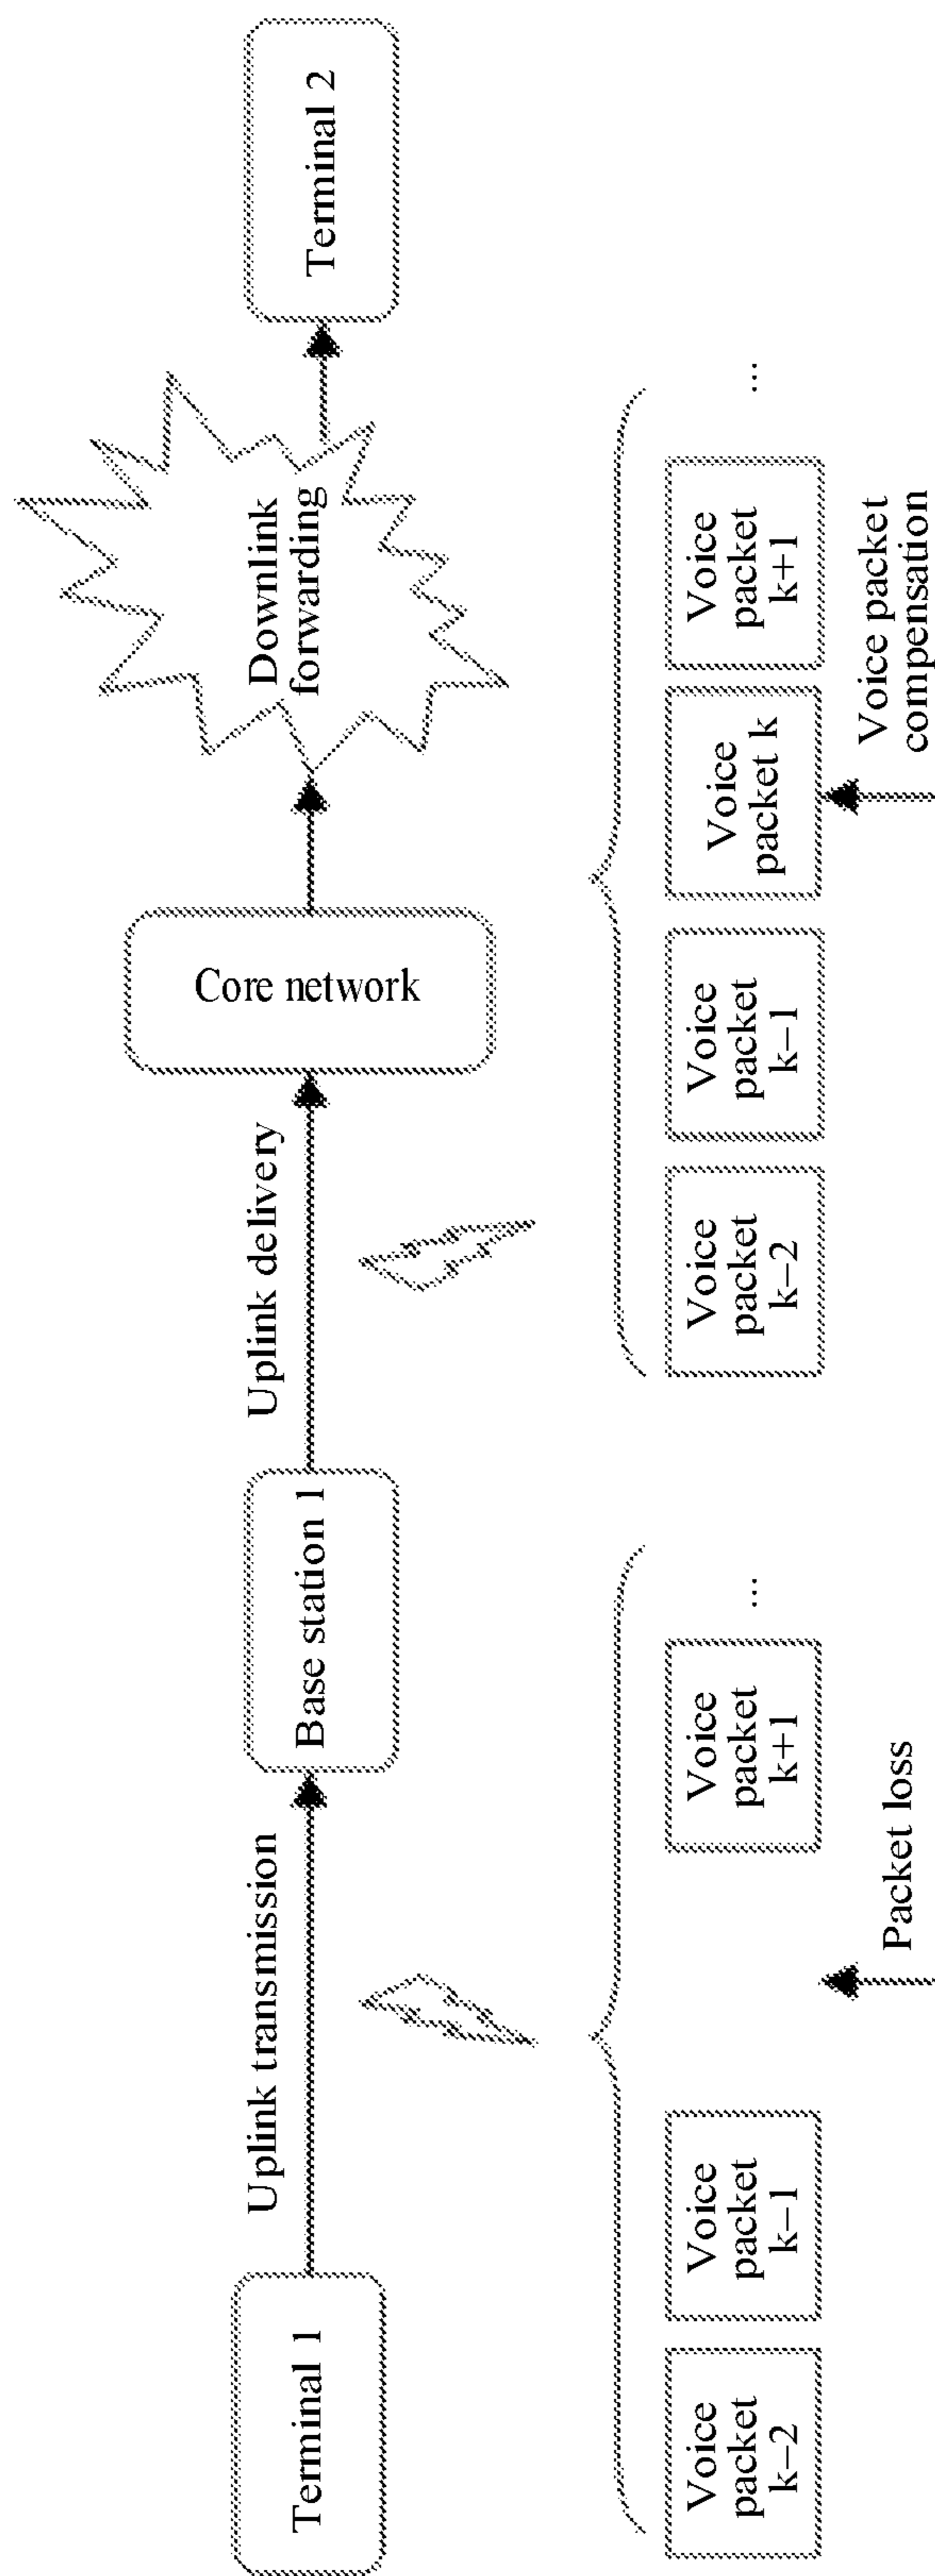 Terminal 1
Uplink transmission
Base station 1
Uplink delivery
Core network
Downlink
forwarding
Terminal 2
Voice
packet
k−2
Voice
packet
k−1
Packet loss
Voice
packet
k+1
...
Voice
packet
k−2
Voice
packet
k−1
Voice
packet k
Voice packet
compensation
Voice
packet
k+1
...